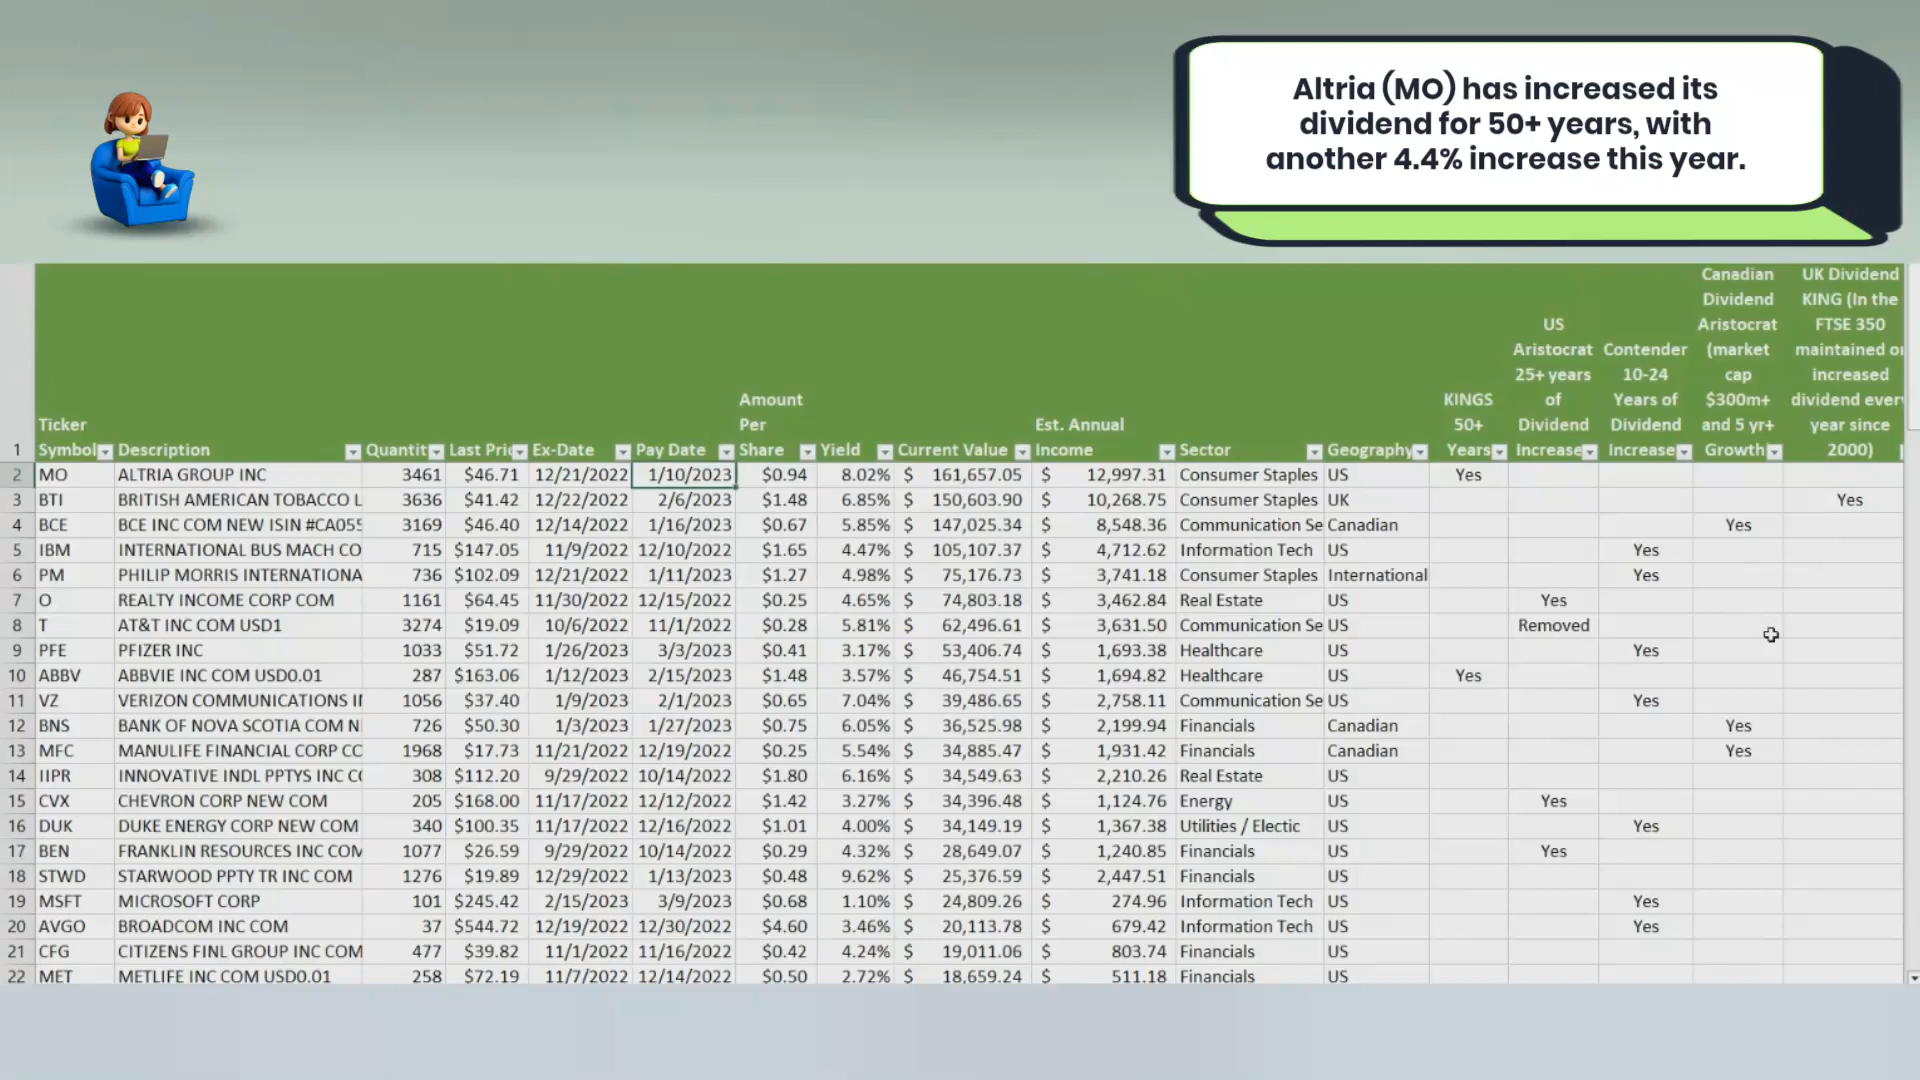 Altria (MO) has increased its
dividend for 50+ years, with
another 4.4% increase this year.
1 Ticker Symbol Description Quantit Last Pric Ex-Date Pay Date Amount Per Share Yield Current Value Est. Annual Income Sector Geography KINGS 50+ Years US Aristocrat 25+ years of Dividend Increase Contender 10-24 Years of Dividend Increase Canadian Dividend Aristocrat (market cap $300m+ and 5 yr+ Growth UK Dividend KING (In the FTSE 350 maintained or increased dividend every year since 2000)
2 MO ALTRIA GROUP INC 3461 $46.71 12/21/2022 1/10/2023 $0.94 8.02% $ 161,657.05 $ 12,997.31 Consumer Staples US Yes
3 BTI BRITISH AMERICAN TOBACCO L 3636 $41.42 12/22/2022 2/6/2023 $1.48 6.85% $ 150,603.90 $ 10,268.75 Consumer Staples UK Yes
4 BCE BCE INC COM NEW ISIN #CA055 3169 $46.40 12/14/2022 1/16/2023 $0.67 5.85% $ 147,025.34 $ 8,548.36 Communication Se Canadian Yes
5 IBM INTERNATIONAL BUS MACH CO 715 $147.05 11/9/2022 12/10/2022 $1.65 4.47% $ 105,107.37 $ 4,712.62 Information Tech US Yes
6 PM PHILIP MORRIS INTERNATIONA 736 $102.09 12/21/2022 1/11/2023 $1.27 4.98% $ 75,176.73 $ 3,741.18 Consumer Staples International Yes
7 O REALTY INCOME CORP COM 1161 $64.45 11/30/2022 12/15/2022 $0.25 4.65% $ 74,803.18 $ 3,462.84 Real Estate US Yes
8 T AT&T INC COM USD1 3274 $19.09 10/6/2022 11/1/2022 $0.28 5.81% $ 62,496.61 $ 3,631.50 Communication Se US Removed
9 PFE PFIZER INC 1033 $51.72 1/26/2023 3/3/2023 $0.41 3.17% $ 53,406.74 $ 1,693.38 Healthcare US Yes
10 ABBV ABBVIE INC COM USD0.01 287 $163.06 1/12/2023 2/15/2023 $1.48 3.57% $ 46,754.51 $ 1,694.82 Healthcare US Yes
11 VZ VERIZON COMMUNICATIONS I 1056 $37.40 1/9/2023 2/1/2023 $0.65 7.04% $ 39,486.65 $ 2,758.11 Communication Se US Yes
12 BNS BANK OF NOVA SCOTIA COM N 726 $50.30 1/3/2023 1/27/2023 $0.75 6.05% $ 36,525.98 $ 2,199.94 Financials Canadian Yes
13 MFC MANULIFE FINANCIAL CORP CO 1968 $17.73 11/21/2022 12/19/2022 $0.25 5.54% $ 34,885.47 $ 1,931.42 Financials Canadian Yes
14 IIPR INNOVATIVE INDL PPTYS INC C 308 $112.20 9/29/2022 10/14/2022 $1.80 6.16% $ 34,549.63 $ 2,210.26 Real Estate US
15 CVX CHEVRON CORP NEW COM 205 $168.00 11/17/2022 12/12/2022 $1.42 3.27% $ 34,396.48 $ 1,124.76 Energy US Yes
16 DUK DUKE ENERGY CORP NEW COM 340 $100.35 11/17/2022 12/16/2022 $1.01 4.00% $ 34,149.19 $ 1,367.38 Utilities / Electic US Yes
17 BEN FRANKLIN RESOURCES INC COM 1077 $26.59 9/29/2022 10/14/2022 $0.29 4.32% $ 28,649.07 $ 1,240.85 Financials US Yes
18 STWD STARWOOD PPTY TR INC COM 1276 $19.89 12/29/2022 1/13/2023 $0.48 9.62% $ 25,376.59 $ 2,447.51 Financials US
19 MSFT MICROSOFT CORP 101 $245.42 2/15/2023 3/9/2023 $0.68 1.10% $ 24,809.26 $ 274.96 Information Tech US Yes
20 AVGO BROADCOM INC COM 37 $544.72 12/19/2022 12/30/2022 $4.60 3.46% $ 20,113.78 $ 679.42 Information Tech US Yes
21 CFG CITIZENS FINL GROUP INC COM 477 $39.82 11/1/2022 11/16/2022 $0.42 4.24% $ 19,011.06 $ 803.74 Financials US
22 MET METLIFE INC COM USD0.01 258 $72.19 11/7/2022 12/14/2022 $0.50 2.72% $ 18,659.24 $ 511.18 Financials US